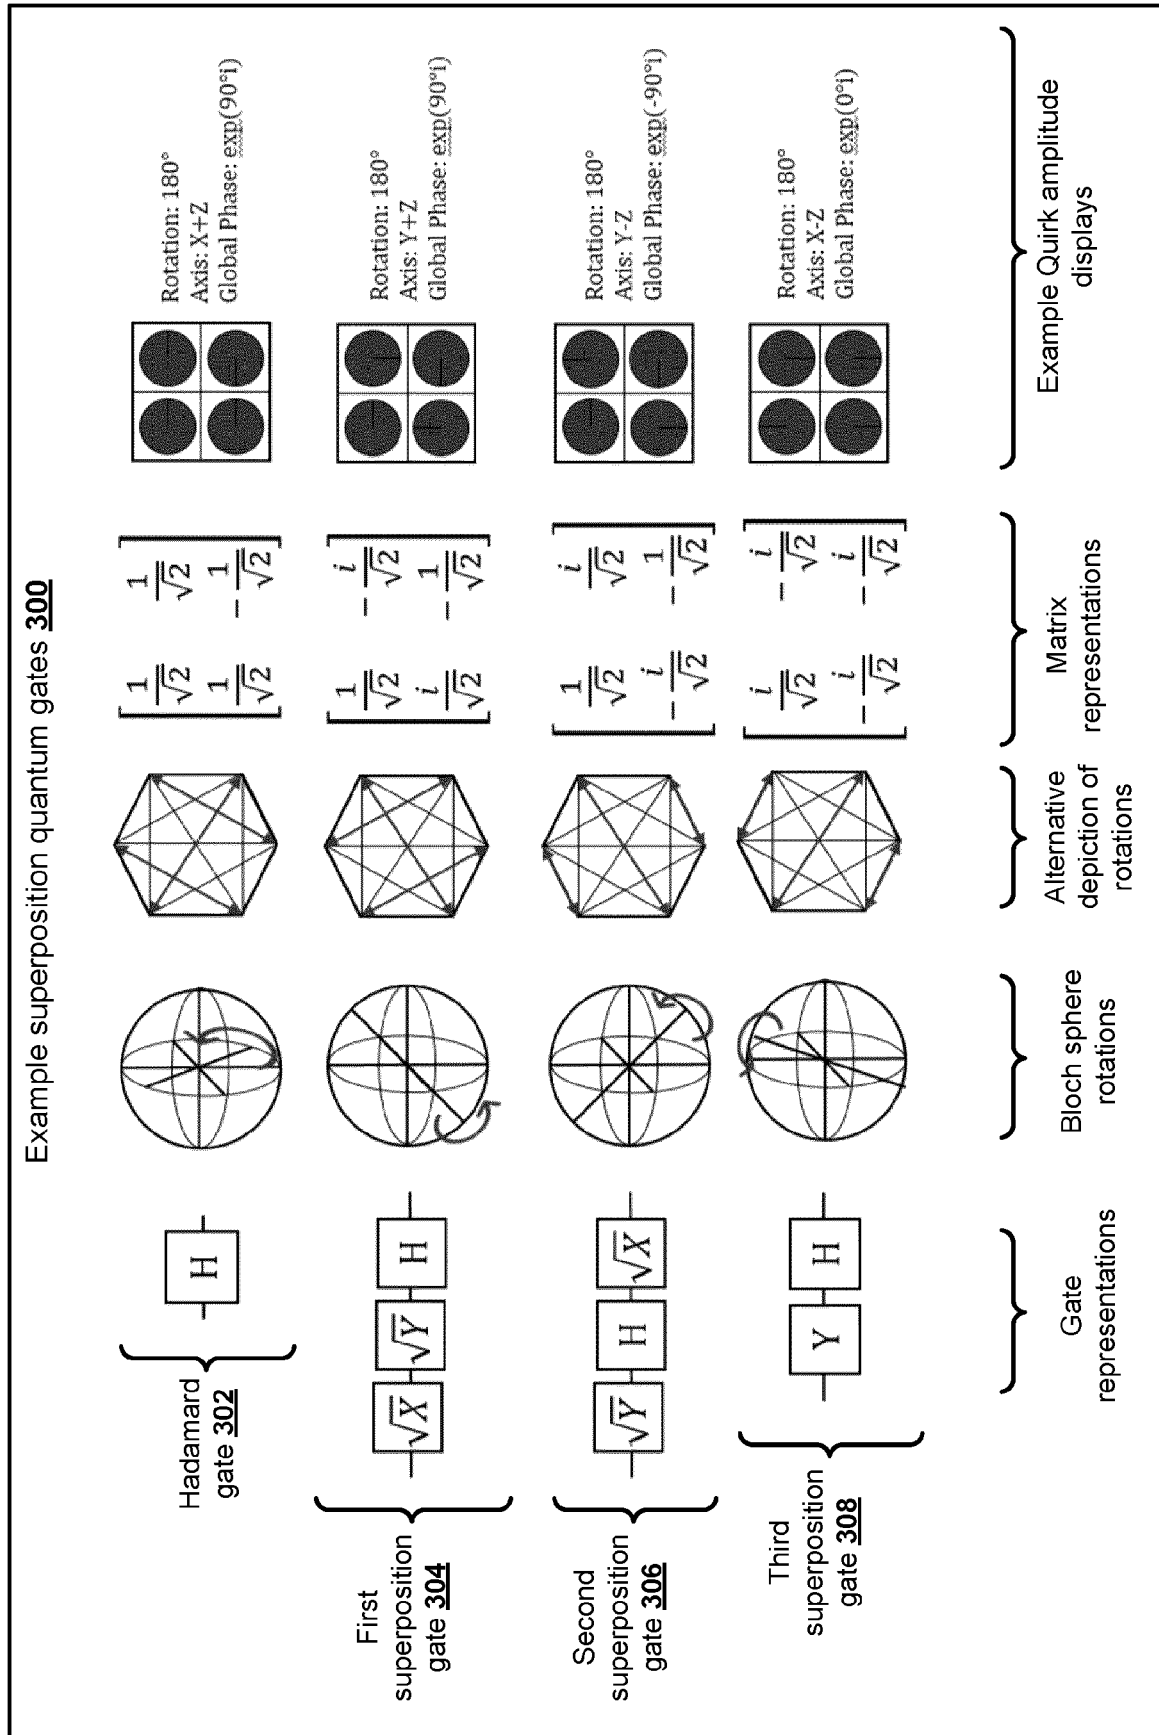 Example superposition quantum gates 300
Hadamard
gate 302
H
1/√2 1/√2
1/√2 − 1/√2
Rotation: 180°
Axis: X+Z
Global Phase: exp(90°i)
First
superposition
gate 304
√X √Y H
1/√2 − i/√2
i/√2 − 1/√2
Rotation: 180°
Axis: Y+Z
Global Phase: exp(90°i)
Second
superposition
gate 306
√Y H √X
1/√2 i/√2
− i/√2 − 1/√2
Rotation: 180°
Axis: Y-Z
Global Phase: exp(-90°i)
Third
superposition
gate 308
Y H
i/√2 − i/√2
− i/√2 − i/√2
Rotation: 180°
Axis: X-Z
Global Phase: exp(0°i)
Gate
representations
Bloch sphere
rotations
Alternative
depiction of
rotations
Matrix
representations
Example Quirk amplitude
displays